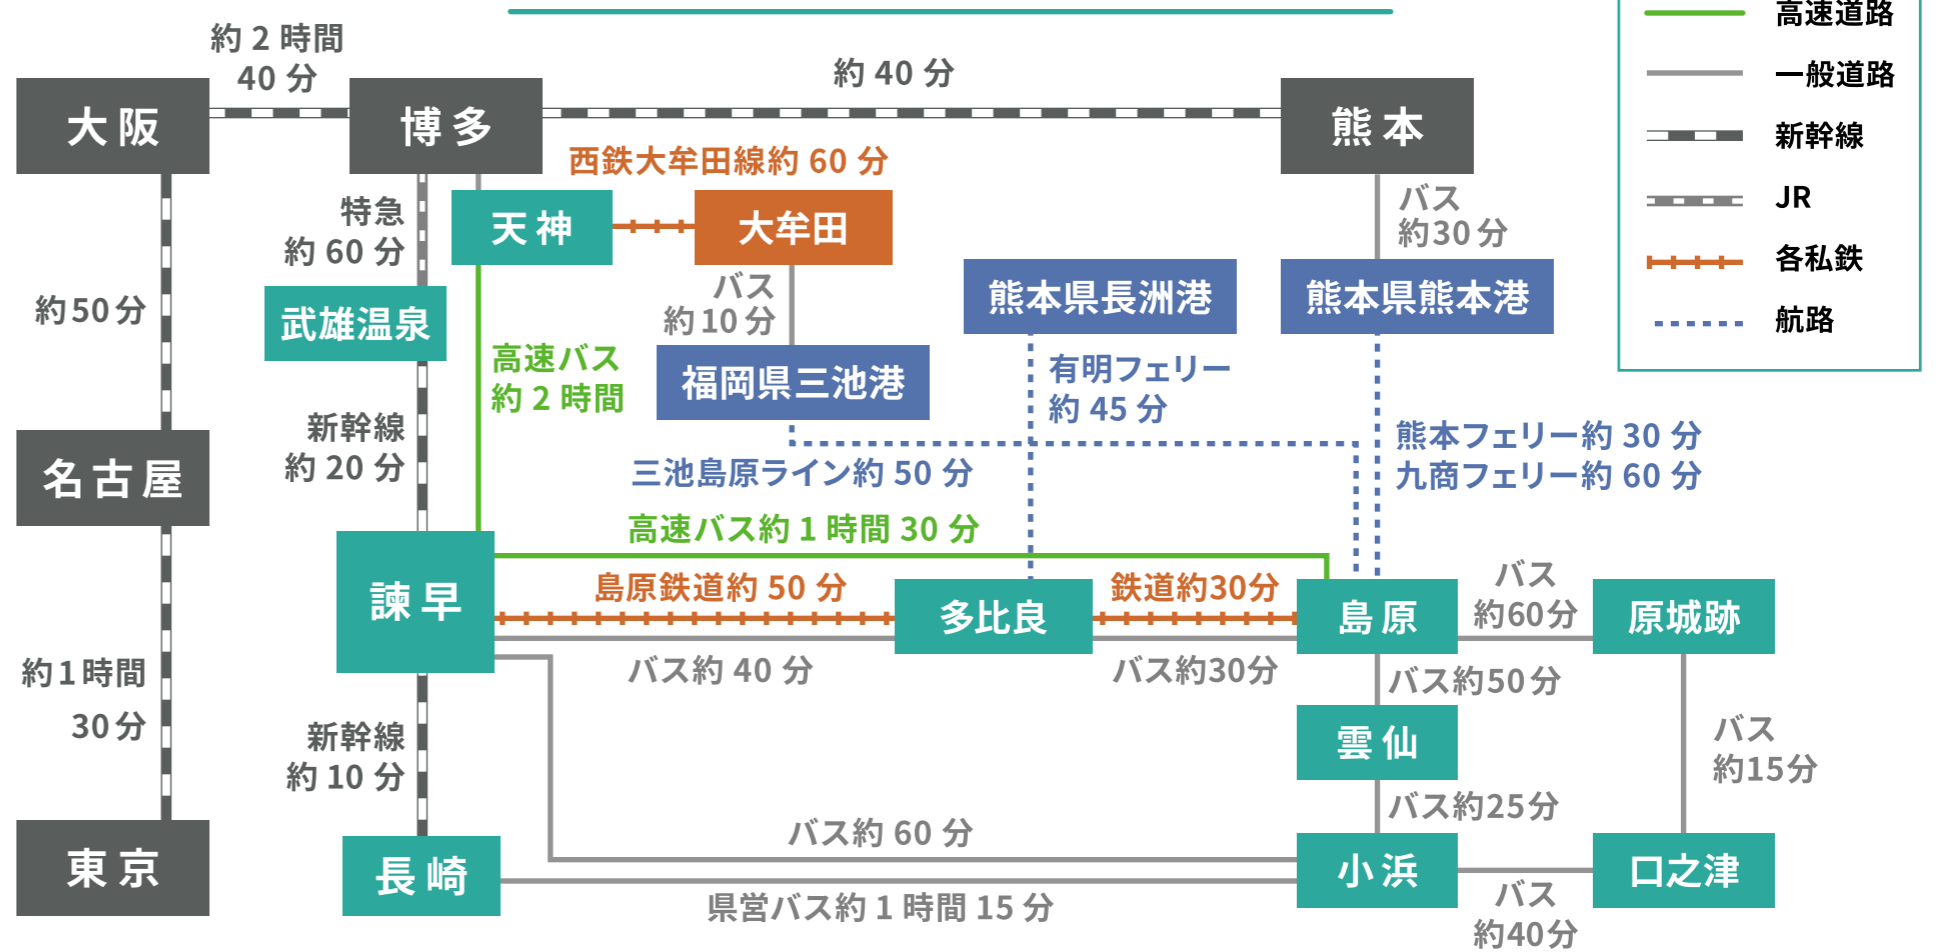 高速道路
一般道路
新幹線
JR
各私鉄
航路
約 2 時間
40 分
大阪
博多
約 40 分
熊本
西鉄大牟田線約 60 分
特急
約 60 分
天神
大牟田
バス
約30 分
バス
約 10 分
熊本県長洲港
熊本県熊本港
約 50 分
武雄温泉
高速バス
約 2 時間
福岡県三池港
有明フェリー
約 45 分
新幹線
約 20 分
三池島原ライン約 50 分
熊本フェリー約 30 分
九商フェリー約 60 分
名古屋
高速バス約 1 時間 30 分
諫早
島原鉄道約 50 分
多比良
鉄道約30分
島原
バス
約60分
原城跡
バス約 40 分
バス約30分
バス約50分
約 1 時間
30 分
新幹線
約 10 分
雲仙
バス
約15分
バス約25分
東京
長崎
バス約 60 分
小浜
口之津
県営バス約 1 時間 15 分
バス
約40分